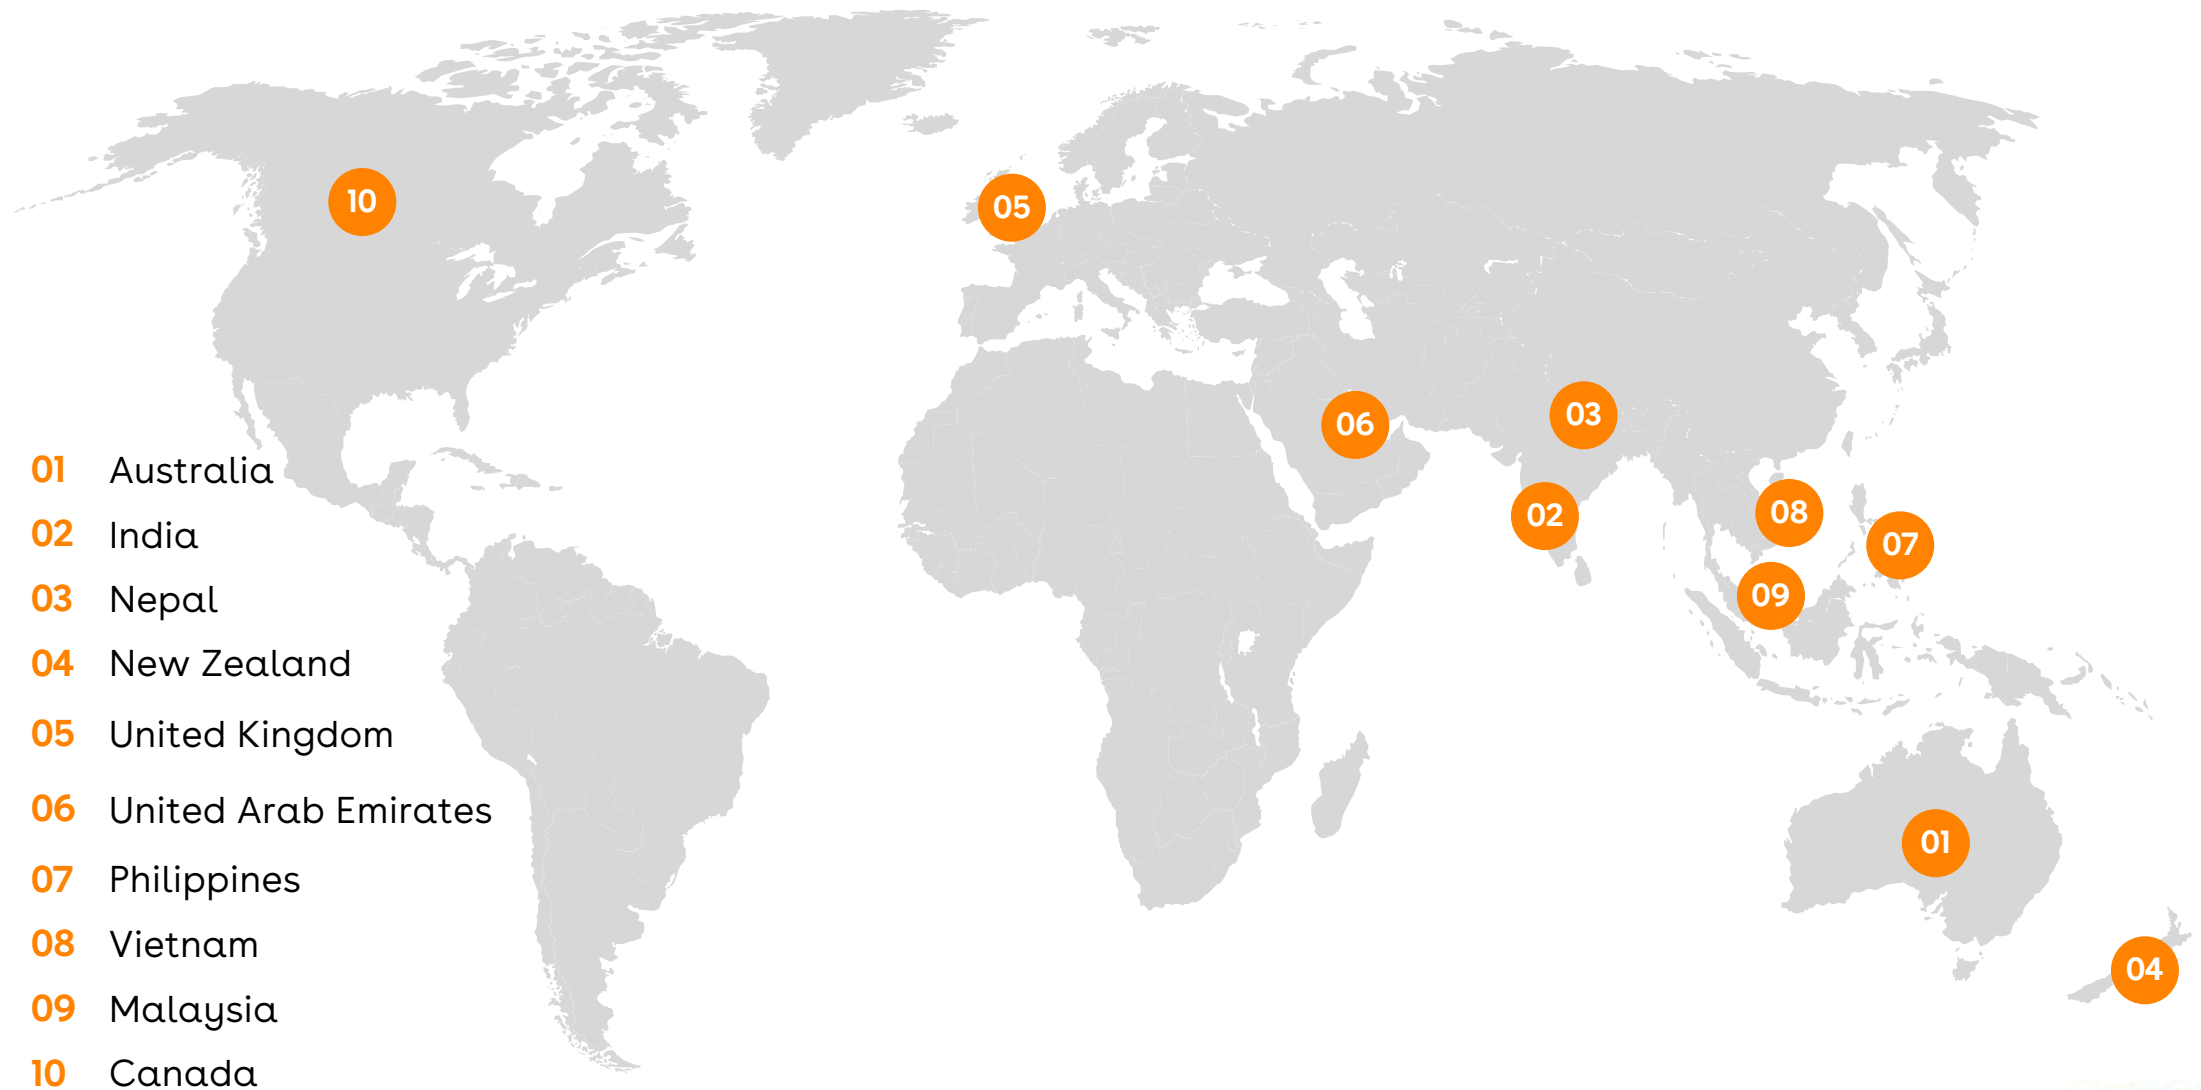 10
05
03
06
02
08
07
09
01
04
01 Australia
02 India
03 Nepal
04 New Zealand
05 United Kingdom
06 United Arab Emirates
07 Philippines
08 Vietnam
09 Malaysia
10 Canada